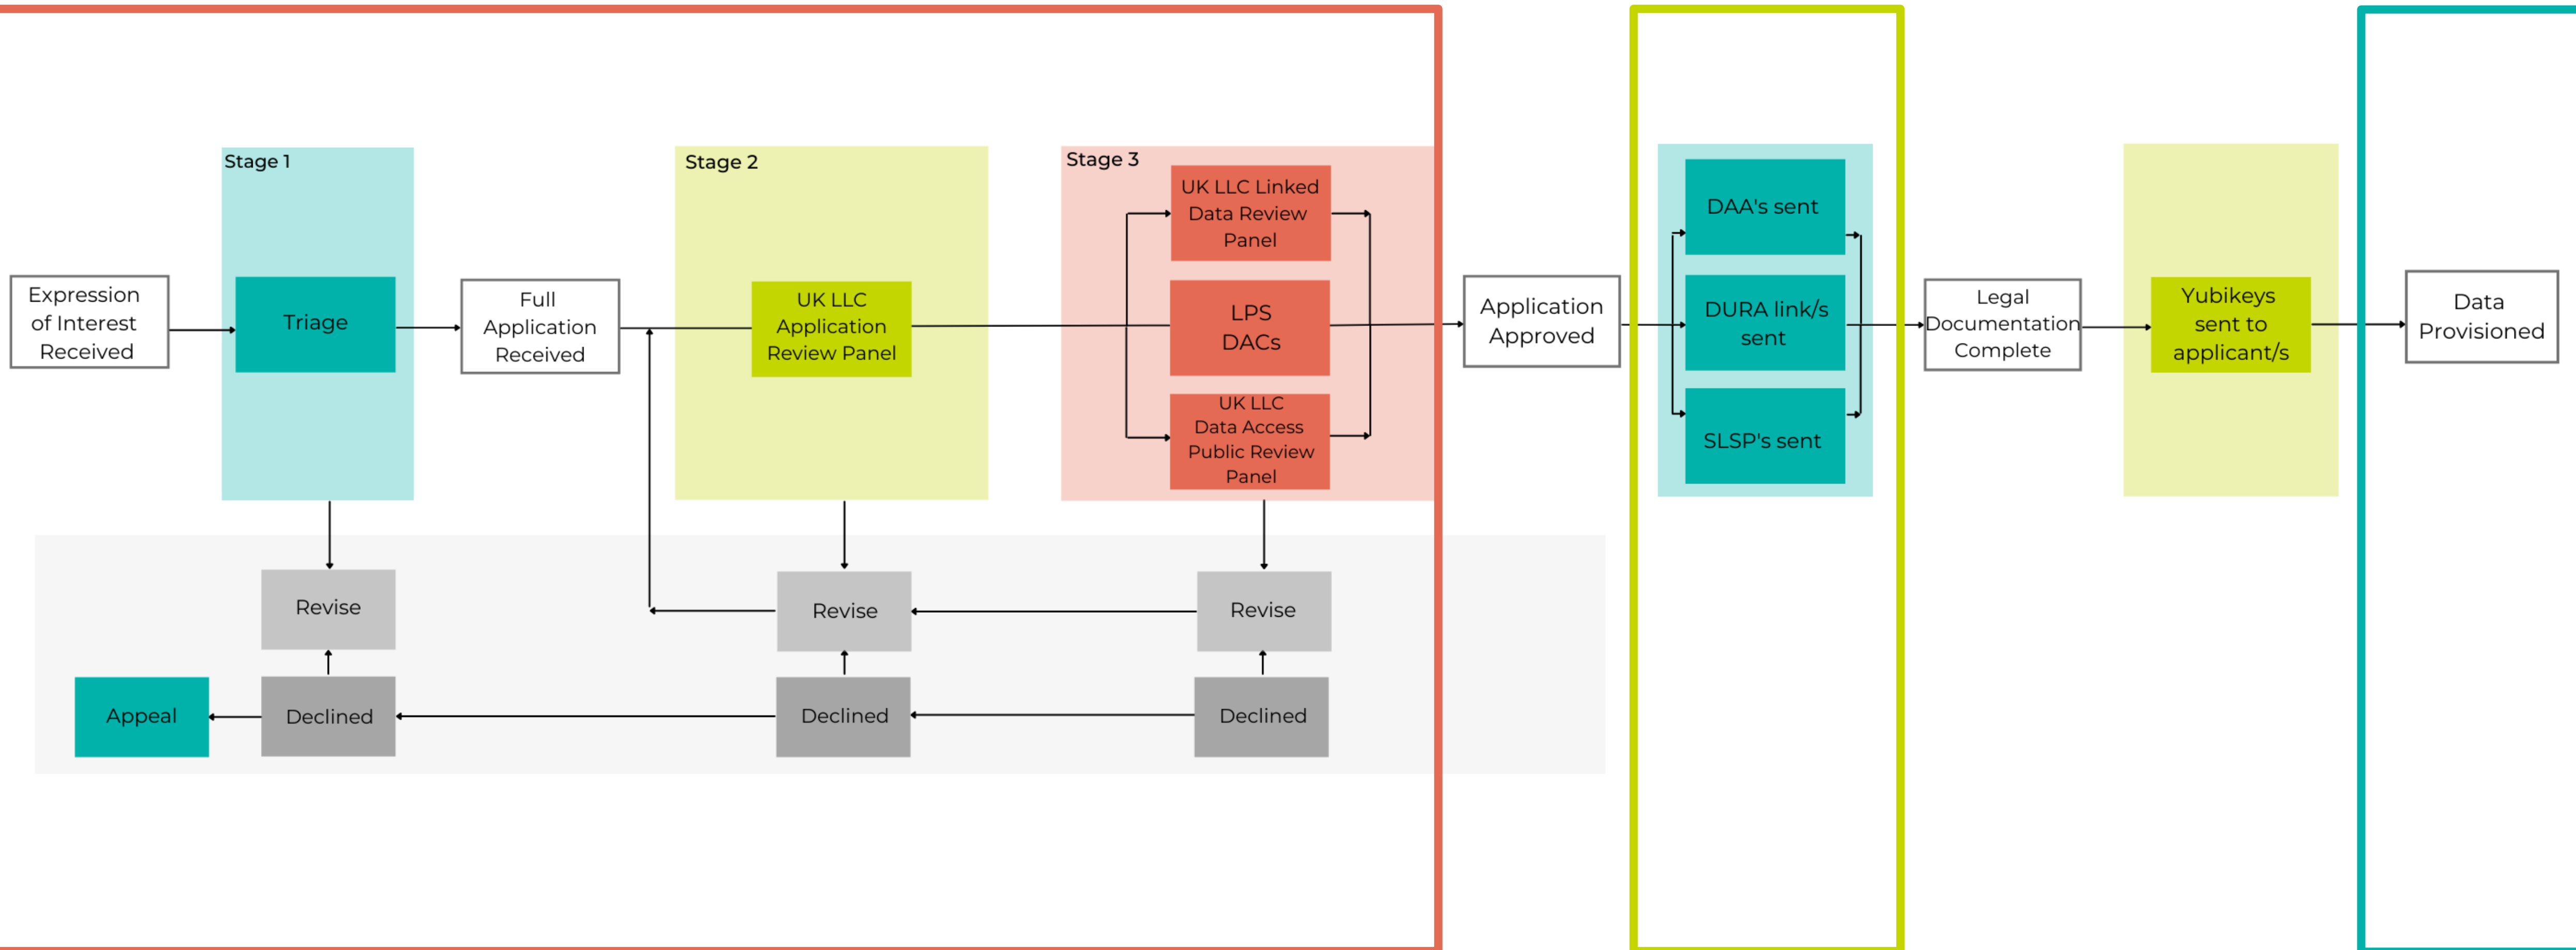 Stage 1
Stage 2
Stage 3
Expression
of Interest
Received
Triage
Full
Application
Received
UK LLC
Application
Review Panel
UK LLC Linked
Data Review
Panel
LPS
DACs
UK LLC
Data Access
Public Review
Panel
Application
Approved
DAA's sent
DURA link/s
sent
SLSP's sent
Legal
Documentation
Complete
Yubikeys
sent to
applicant/s
Data
Provisioned
Revise
Revise
Revise
Appeal
Declined
Declined
Declined